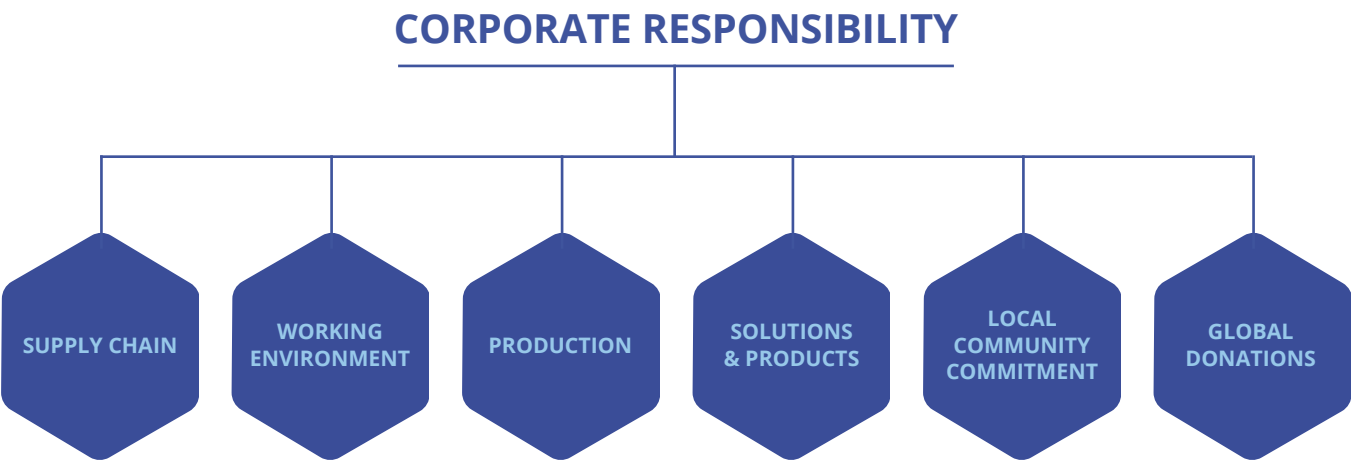 CORPORATE RESPONSIBILITY
SUPPLY CHAIN
WORKING
ENVIRONMENT
PRODUCTION
SOLUTIONS
& PRODUCTS
LOCAL
COMMUNITY
COMMITMENT
GLOBAL
DONATIONS